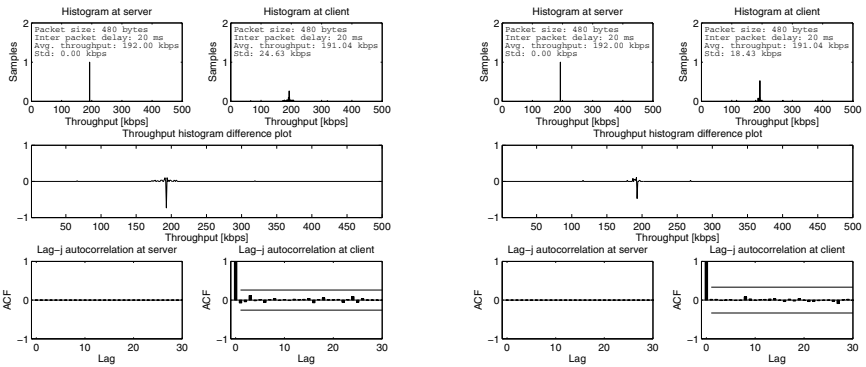 Histogram at server
Histogram at client
Packet size: 480 bytes
Inter packet delay: 20 ms
Avg. throughput: 192.00 kbps
Std: 0.00 kbps
Packet size: 480 bytes
Inter packet delay: 20 ms
Avg. throughput: 191.04 kbps
Std: 24.63 kbps
Samples
2
1
0
0 100 200 300 400 500
Throughput [kbps]
Samples
2
1
0
0 100 200 300 400 500
Throughput [kbps]
Throughput histogram difference plot
1
0
−1
50 100 150 200 250 300 350 400 450 500
Throughput [kbps]
Lag−j autocorrelation at server
Lag−j autocorrelation at client
ACF
1
0
−1
0 10 20 30
Lag
ACF
1
0
−1
0 10 20 30
Lag
Histogram at server
Histogram at client
Packet size: 480 bytes
Inter packet delay: 20 ms
Avg. throughput: 192.00 kbps
Std: 0.00 kbps
Packet size: 480 bytes
Inter packet delay: 20 ms
Avg. throughput: 191.04 kbps
Std: 18.43 kbps
Samples
2
1
0
0 100 200 300 400 500
Throughput [kbps]
Samples
2
1
0
0 100 200 300 400 500
Throughput [kbps]
Throughput histogram difference plot
1
0
−1
50 100 150 200 250 300 350 400 450 500
Throughput [kbps]
Lag−j autocorrelation at server
Lag−j autocorrelation at client
ACF
1
0
−1
0 10 20 30
Lag
ACF
1
0
−1
0 10 20 30
Lag